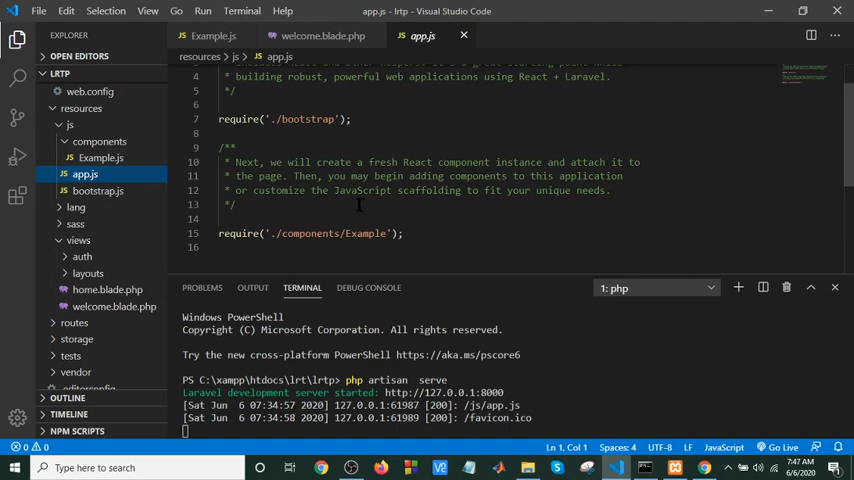 File Edit Selection View Go Run Terminal Help app.js - lrtp - Visual Studio Code
EXPLORER
Example.js welcome.blade.php app.js
OPEN EDITORS
resources > js > app.js
LRTP
web.config
resources
js
components
Example.js
app.js
bootstrap.js
lang
sass
views
auth
layouts
home.blade.php
welcome.blade.php
routes
storage
tests
vendor
OUTLINE
TIMELINE
NPM SCRIPTS
4 * building robust, powerful web applications using React + Laravel.
5 */
6
7 require('./bootstrap');
8
9 /**
10 * Next, we will create a fresh React component instance and attach it to
11 * the page. Then, you may begin adding components to this application
12 * or customize the JavaScript scaffolding to fit your unique needs.
13 */
14
15 require('./components/Example');
16
PROBLEMS OUTPUT TERMINAL DEBUG CONSOLE 1: php
Windows PowerShell
Copyright (C) Microsoft Corporation. All rights reserved.
Try the new cross-platform PowerShell https://aka.ms/pscore6
PS C:\xampp\htdocs\lrt\lrtp> php artisan serve
Laravel development server started: http://127.0.0.1:8000
[Sat Jun 6 07:34:57 2020] 127.0.0.1:61987 [200]: /js/app.js
[Sat Jun 6 07:34:58 2020] 127.0.0.1:61989 [200]: /favicon.ico
0 0 Ln 1, Col 1 Spaces: 4 UTF-8 LF JavaScript Go Live
Type here to search
7:47 AM
6/6/2020